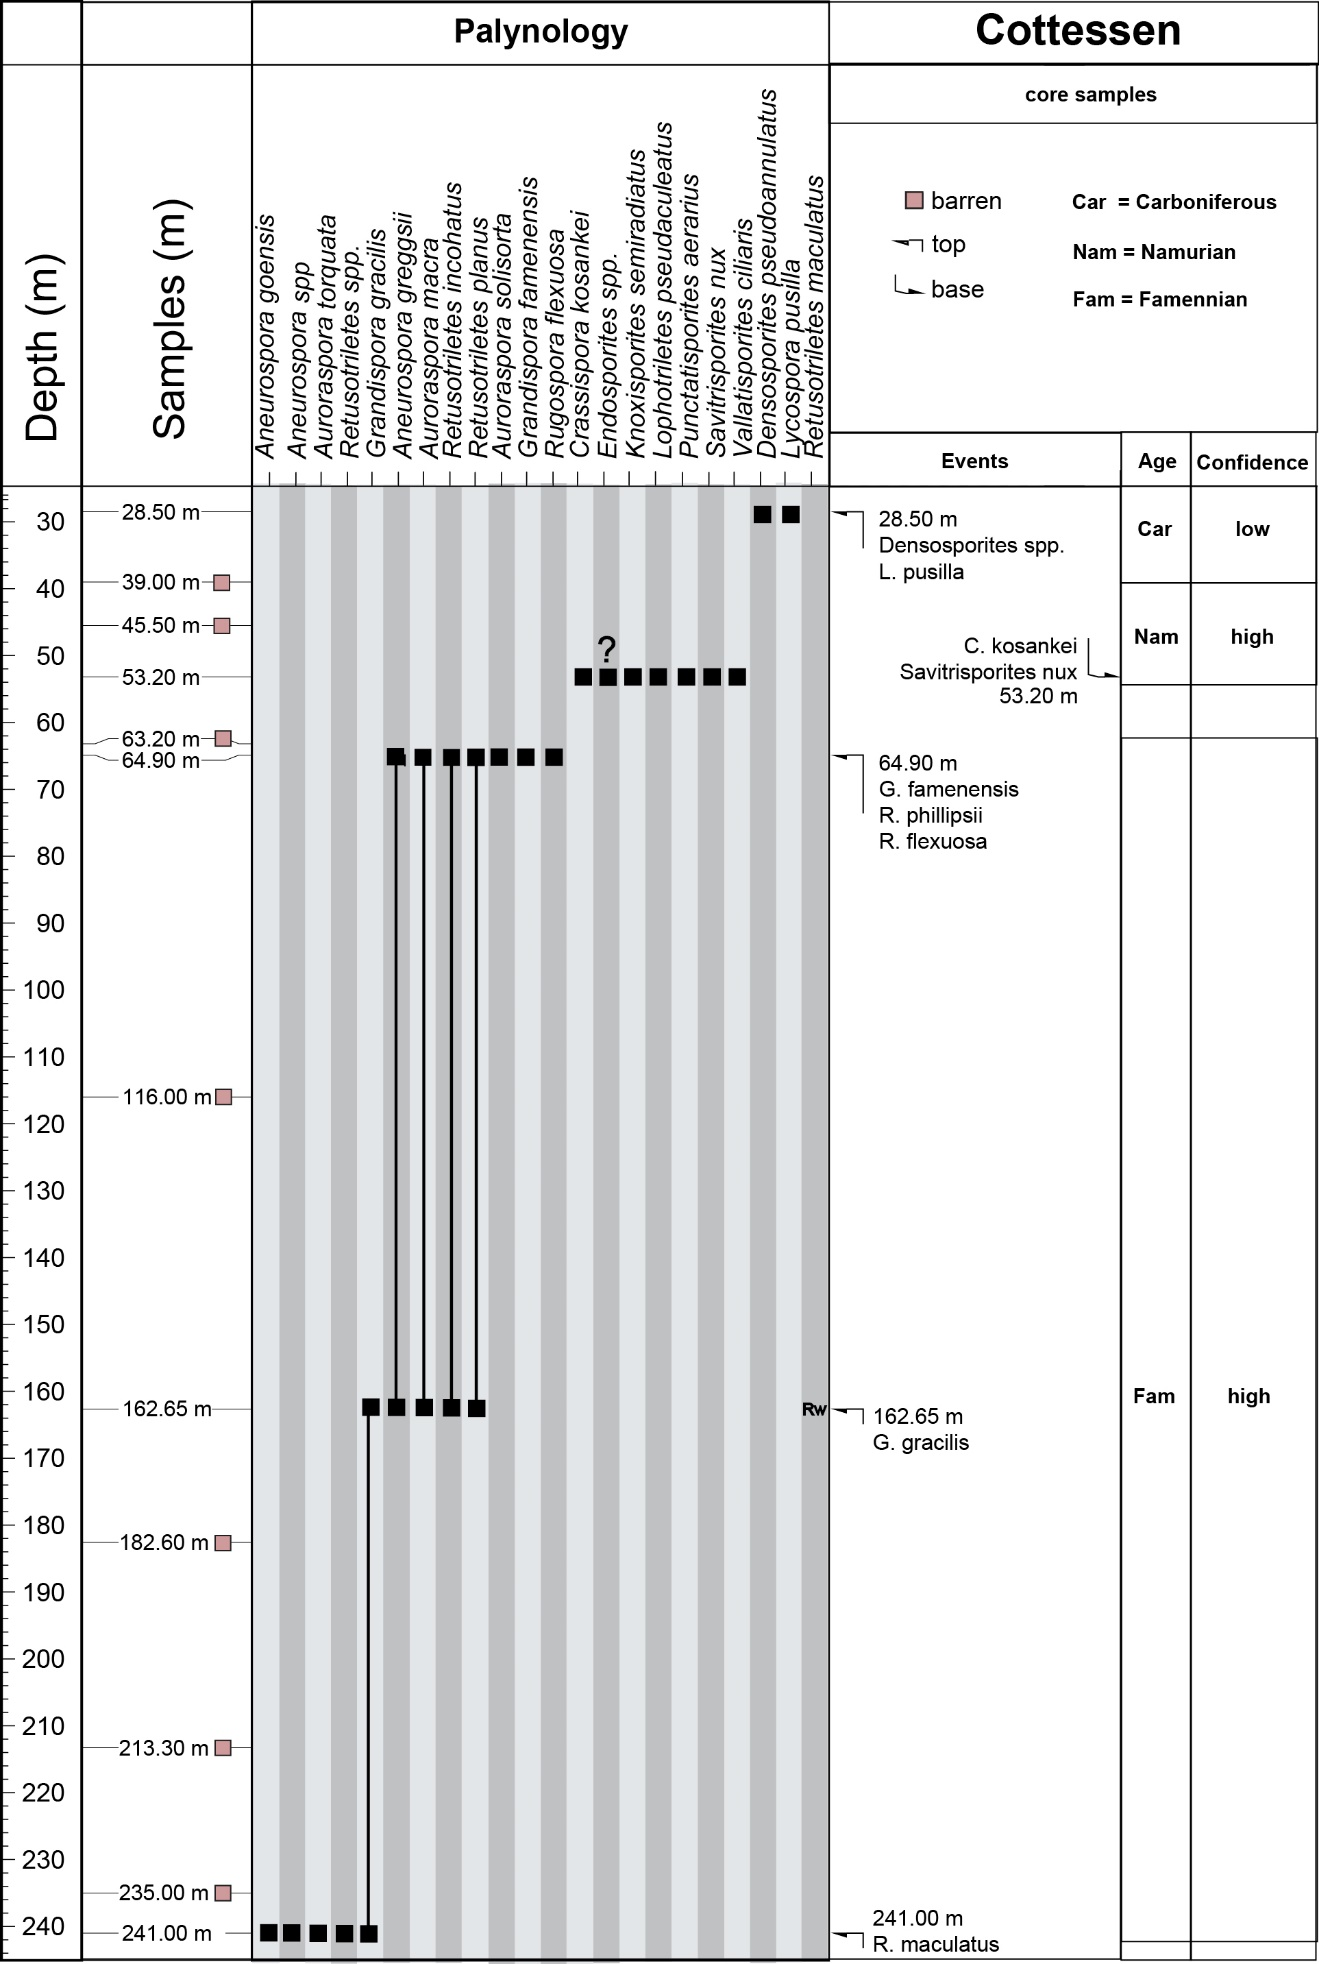 Palynology
Cottessen
Depth (m)
Samples (m)
Aneurospora goensis
Aneurospora spp
Auroraspora torquata
Retusotriletes spp.
Grandispora gracilis
Aneurospora greggsii
Auroraspora macra
Retusotriletes incohatus
Retusotriletes planus
Auroraspora solisorta
Grandispora famenensis
Rugospora flexuosa
Crassispora kosankei
Endosporites spp.
Knoxisporites semiradiatus
Lophotriletes pseudaculeatus
Punctatisporites aerarius
Savitrisporites nux
Vallatisporites ciliaris
Densosporites pseudoannulatus
Lycospora pusilla
Retusotriletes maculatus
core samples
barren
top
base
Car = Carboniferous
Nam = Namurian
Fam = Famennian
Events
Age
Confidence
30
40
50
60
70
80
90
100
110
120
130
140
150
160
170
180
190
200
210
220
230
240
28.50 m
39.00 m
45.50 m
53.20 m
63.20 m
64.90 m
116.00 m
162.65 m
182.60 m
213.30 m
235.00 m
241.00 m
?
Rw
28.50 m
Densosporites spp.
L. pusilla
C. kosankei
Savitrisporites nux
53.20 m
64.90 m
G. famenensis
R. phillipsii
R. flexuosa
162.65 m
G. gracilis
241.00 m
R. maculatus
Car
low
Nam
high
Fam
high